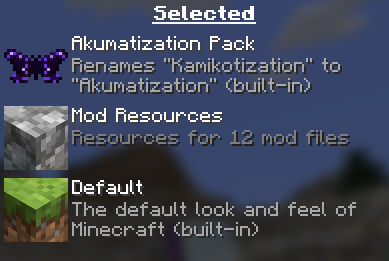 Selected
Akumatization Pack
Renames "Kamikotization" to
"Akumatization" (built-in)
Mod Resources
Resources for 12 mod files
Default
The default look and feel of
Minecraft (built-in)